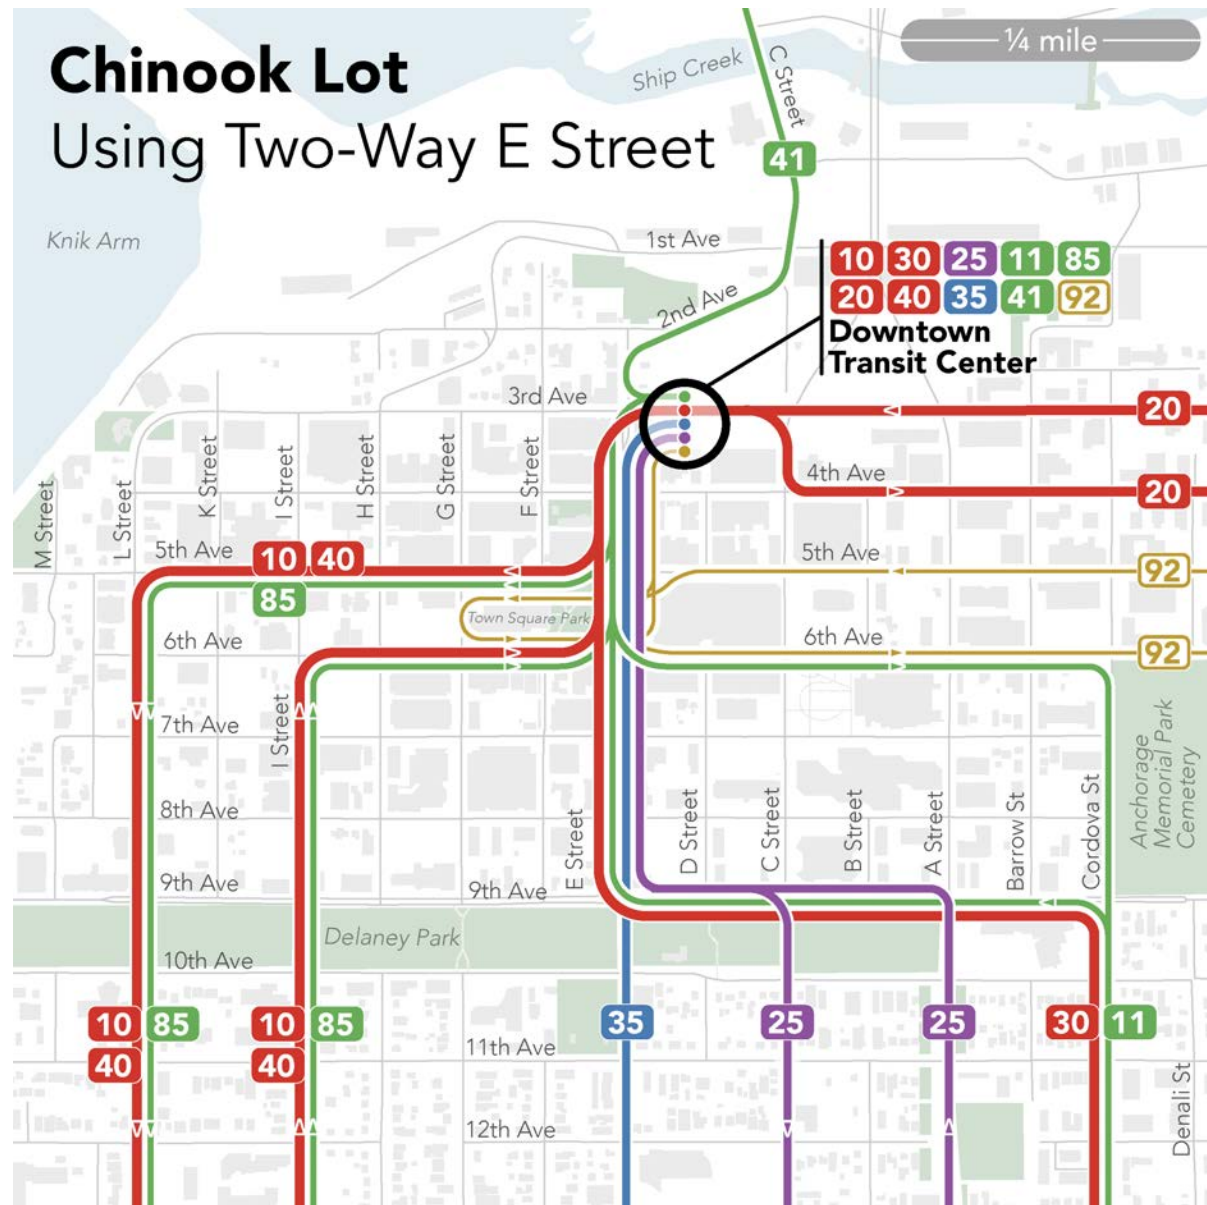 Chinook Lot
Using Two-Way E Street
¼ mile
Ship Creek
C Street
41
Knik Arm
1st Ave
10 30 25 11 85
20 40 35 41 92
Downtown
Transit Center
2nd Ave
3rd Ave
20
4th Ave
20
M Street
L Street
K Street
I Street
H Street
G Street
F Street
5th Ave
10 40
85
5th Ave
92
Town Square Park
6th Ave
6th Ave
92
I Street
7th Ave
8th Ave
9th Ave
9th Ave
E Street
D Street
C Street
B Street
A Street
Barrow St
Cordova St
Anchorage
Memorial Park
Cemetery
Delaney Park
10th Ave
10 85
40
10 85
40
35
25
25
30 11
11th Ave
12th Ave
Denali St